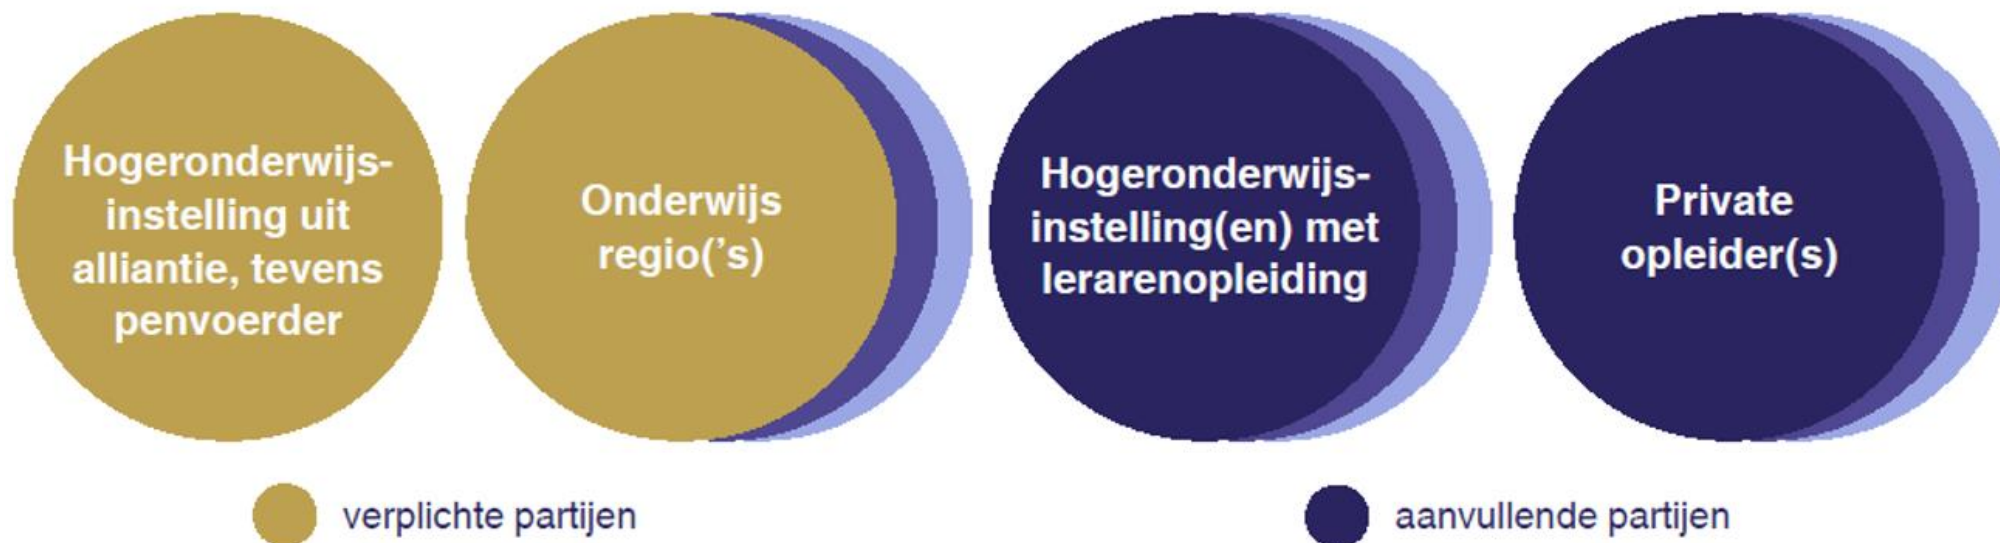 Hogeronderwijs-
instelling uit
alliantie, tevens
penvoerder
Onderwijs
regio(’s)
Hogeronderwijs-
instelling(en) met
lerarenopleiding
Private
opleider(s)
verplichte partijen
aanvullende partijen